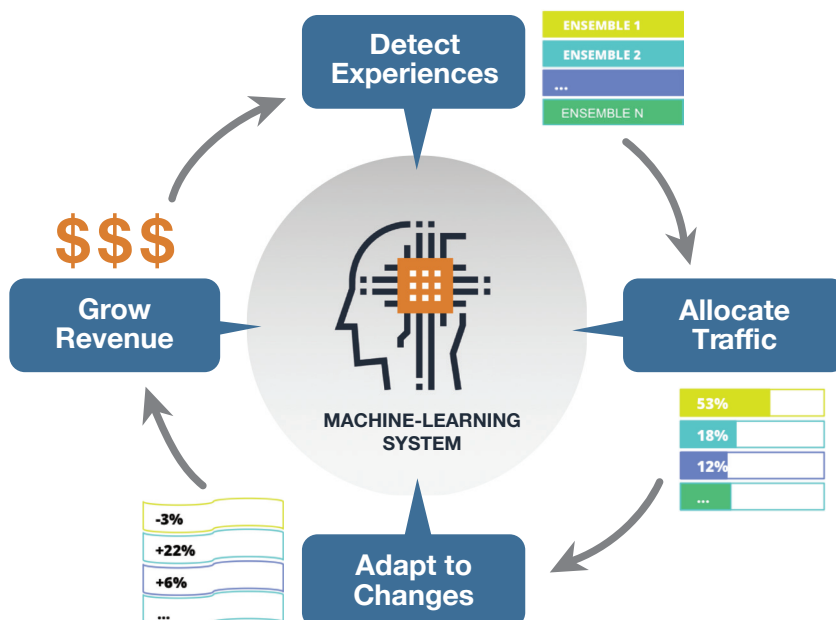 Detect
Experiences
ENSEMBLE 1
ENSEMBLE 2
...
ENSEMBLE N
$$$
Grow
Revenue
Allocate
Traffic
MACHINE-LEARNING
SYSTEM
53%
18%
12%
...
-3%
+22%
+6%
...
Adapt to
Changes